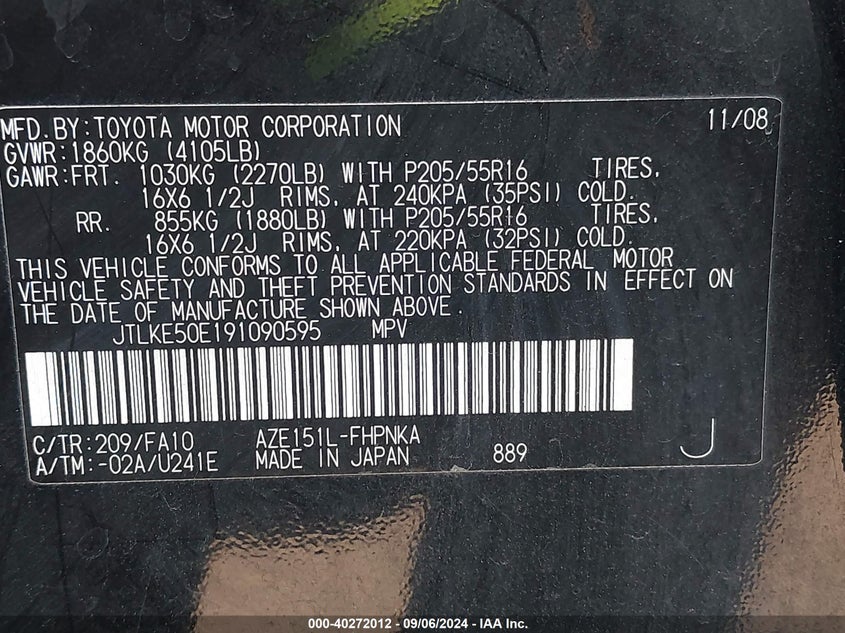 MFD.BY:TOYOTA MOTOR CORPORATION 11/08
GVWR:1860KG (4105LB)
GAWR:FRT. 1030KG (2270LB) WITH P205/55R16 TIRES,
16X6 1/2J RIMS, AT 240KPA (35PSI) COLD.
RR. 855KG (1880LB) WITH P205/55R16 TIRES,
16X6 1/2J RIMS, AT 220KPA (32PSI) COLD.
THIS VEHICLE CONFORMS TO ALL APPLICABLE FEDERAL MOTOR
VEHICLE SAFETY AND THEFT PREVENTION STANDARDS IN EFFECT ON
THE DATE OF MANUFACTURE SHOWN ABOVE.
JTLKE50E191090595 MPV
C/TR:209/FA10 AZE151L-FHPNKA
A/TM:-02A/U241E MADE IN JAPAN 889 J
000-40272012 - 09/06/2024 - IAA Inc.